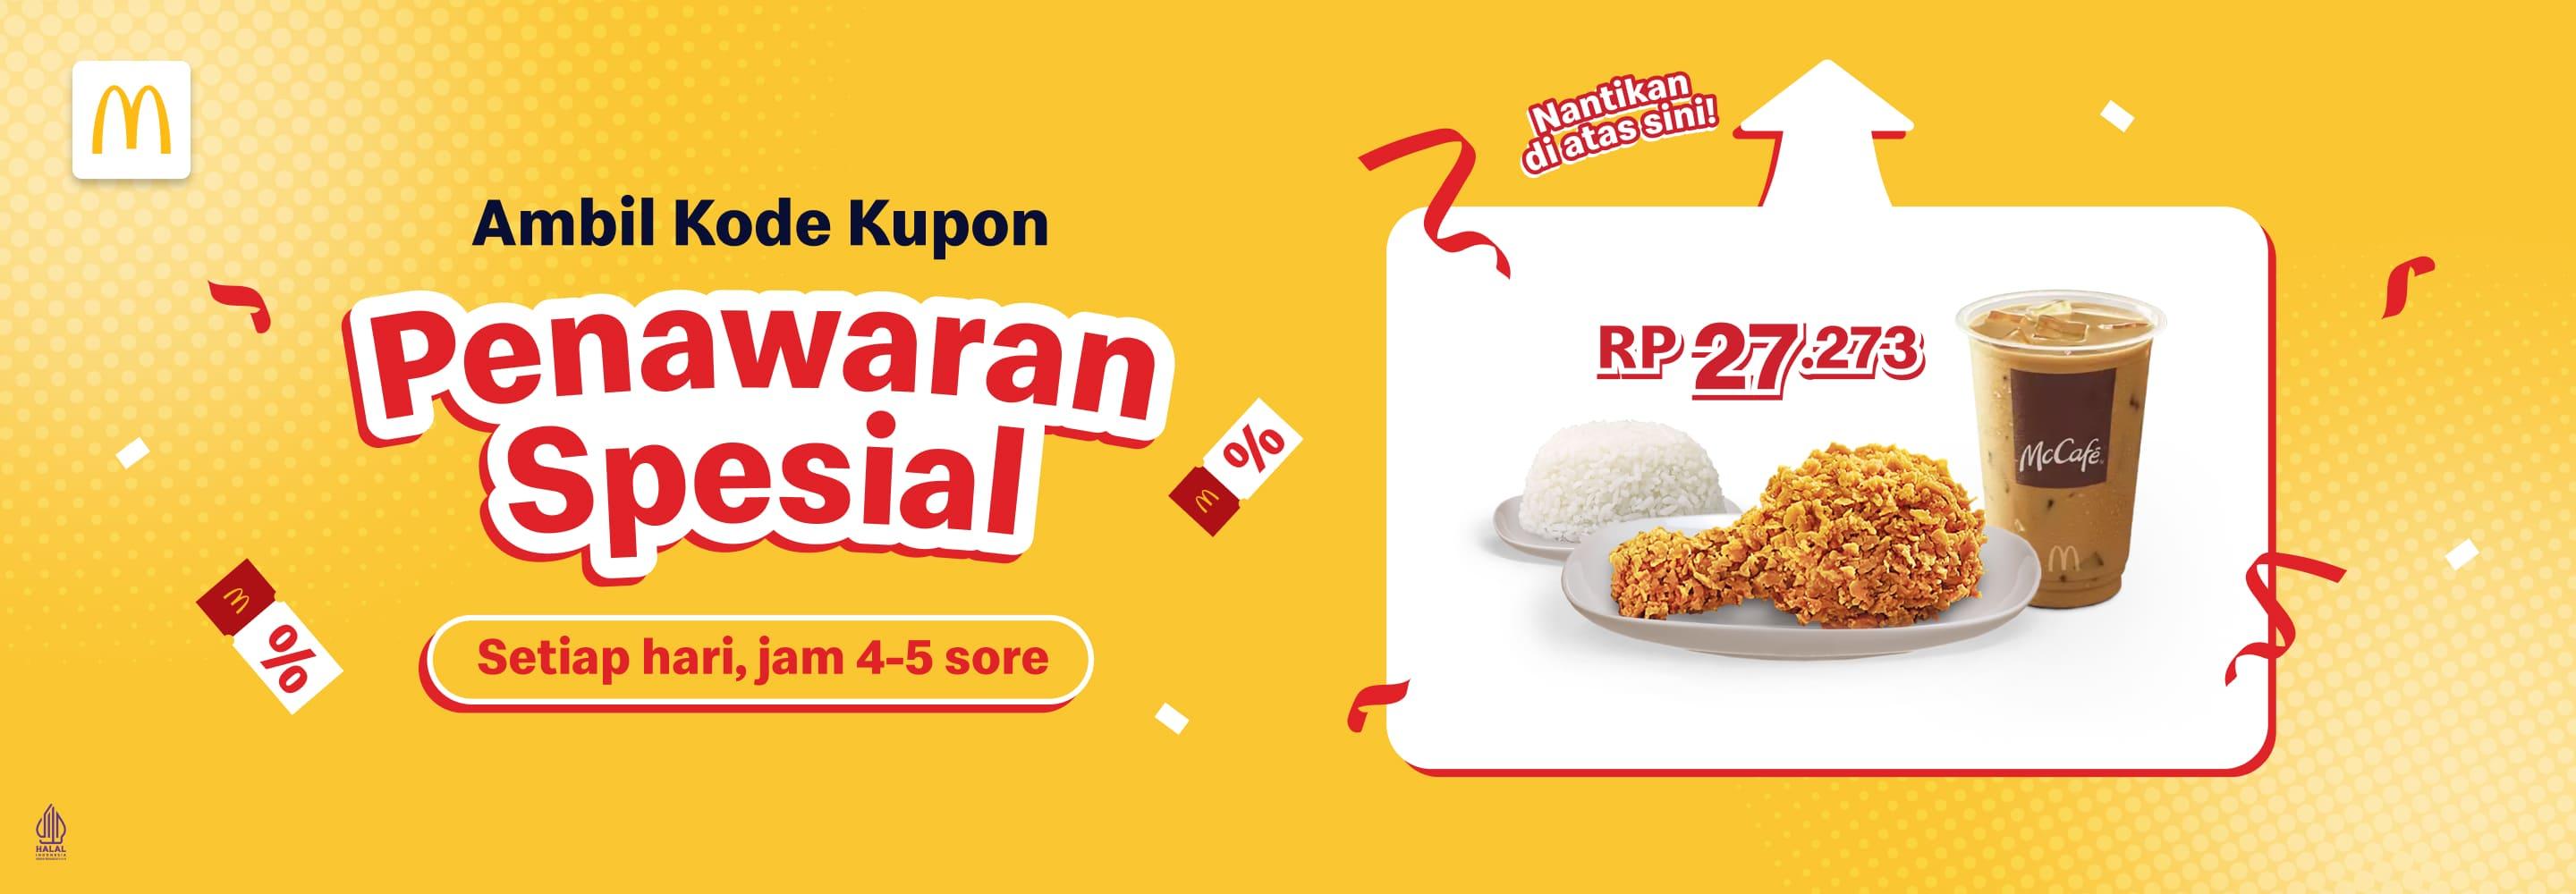 Ambil Kode Kupon
Penawaran
Spesial
Setiap hari, jam 4-5 sore
%
%
Nantikan
di atas sini!
RP 27.273
McCafé
HALAL
INDONESIA